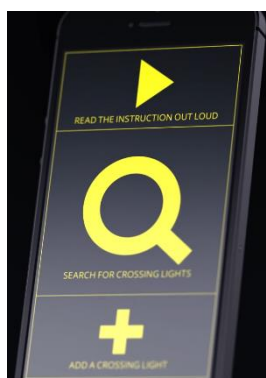 READ THE INSTRUCTION OUT LOUD
SEARCH FOR CROSSING LIGHTS
ADD A CROSSING LIGHT